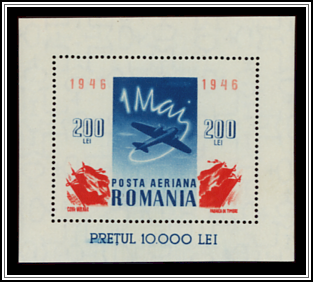 1946 1946
1 Mai
200 200
LEI LEI
POSTA AERIANA
ROMANIA
PREȚUL 10.000 LEI